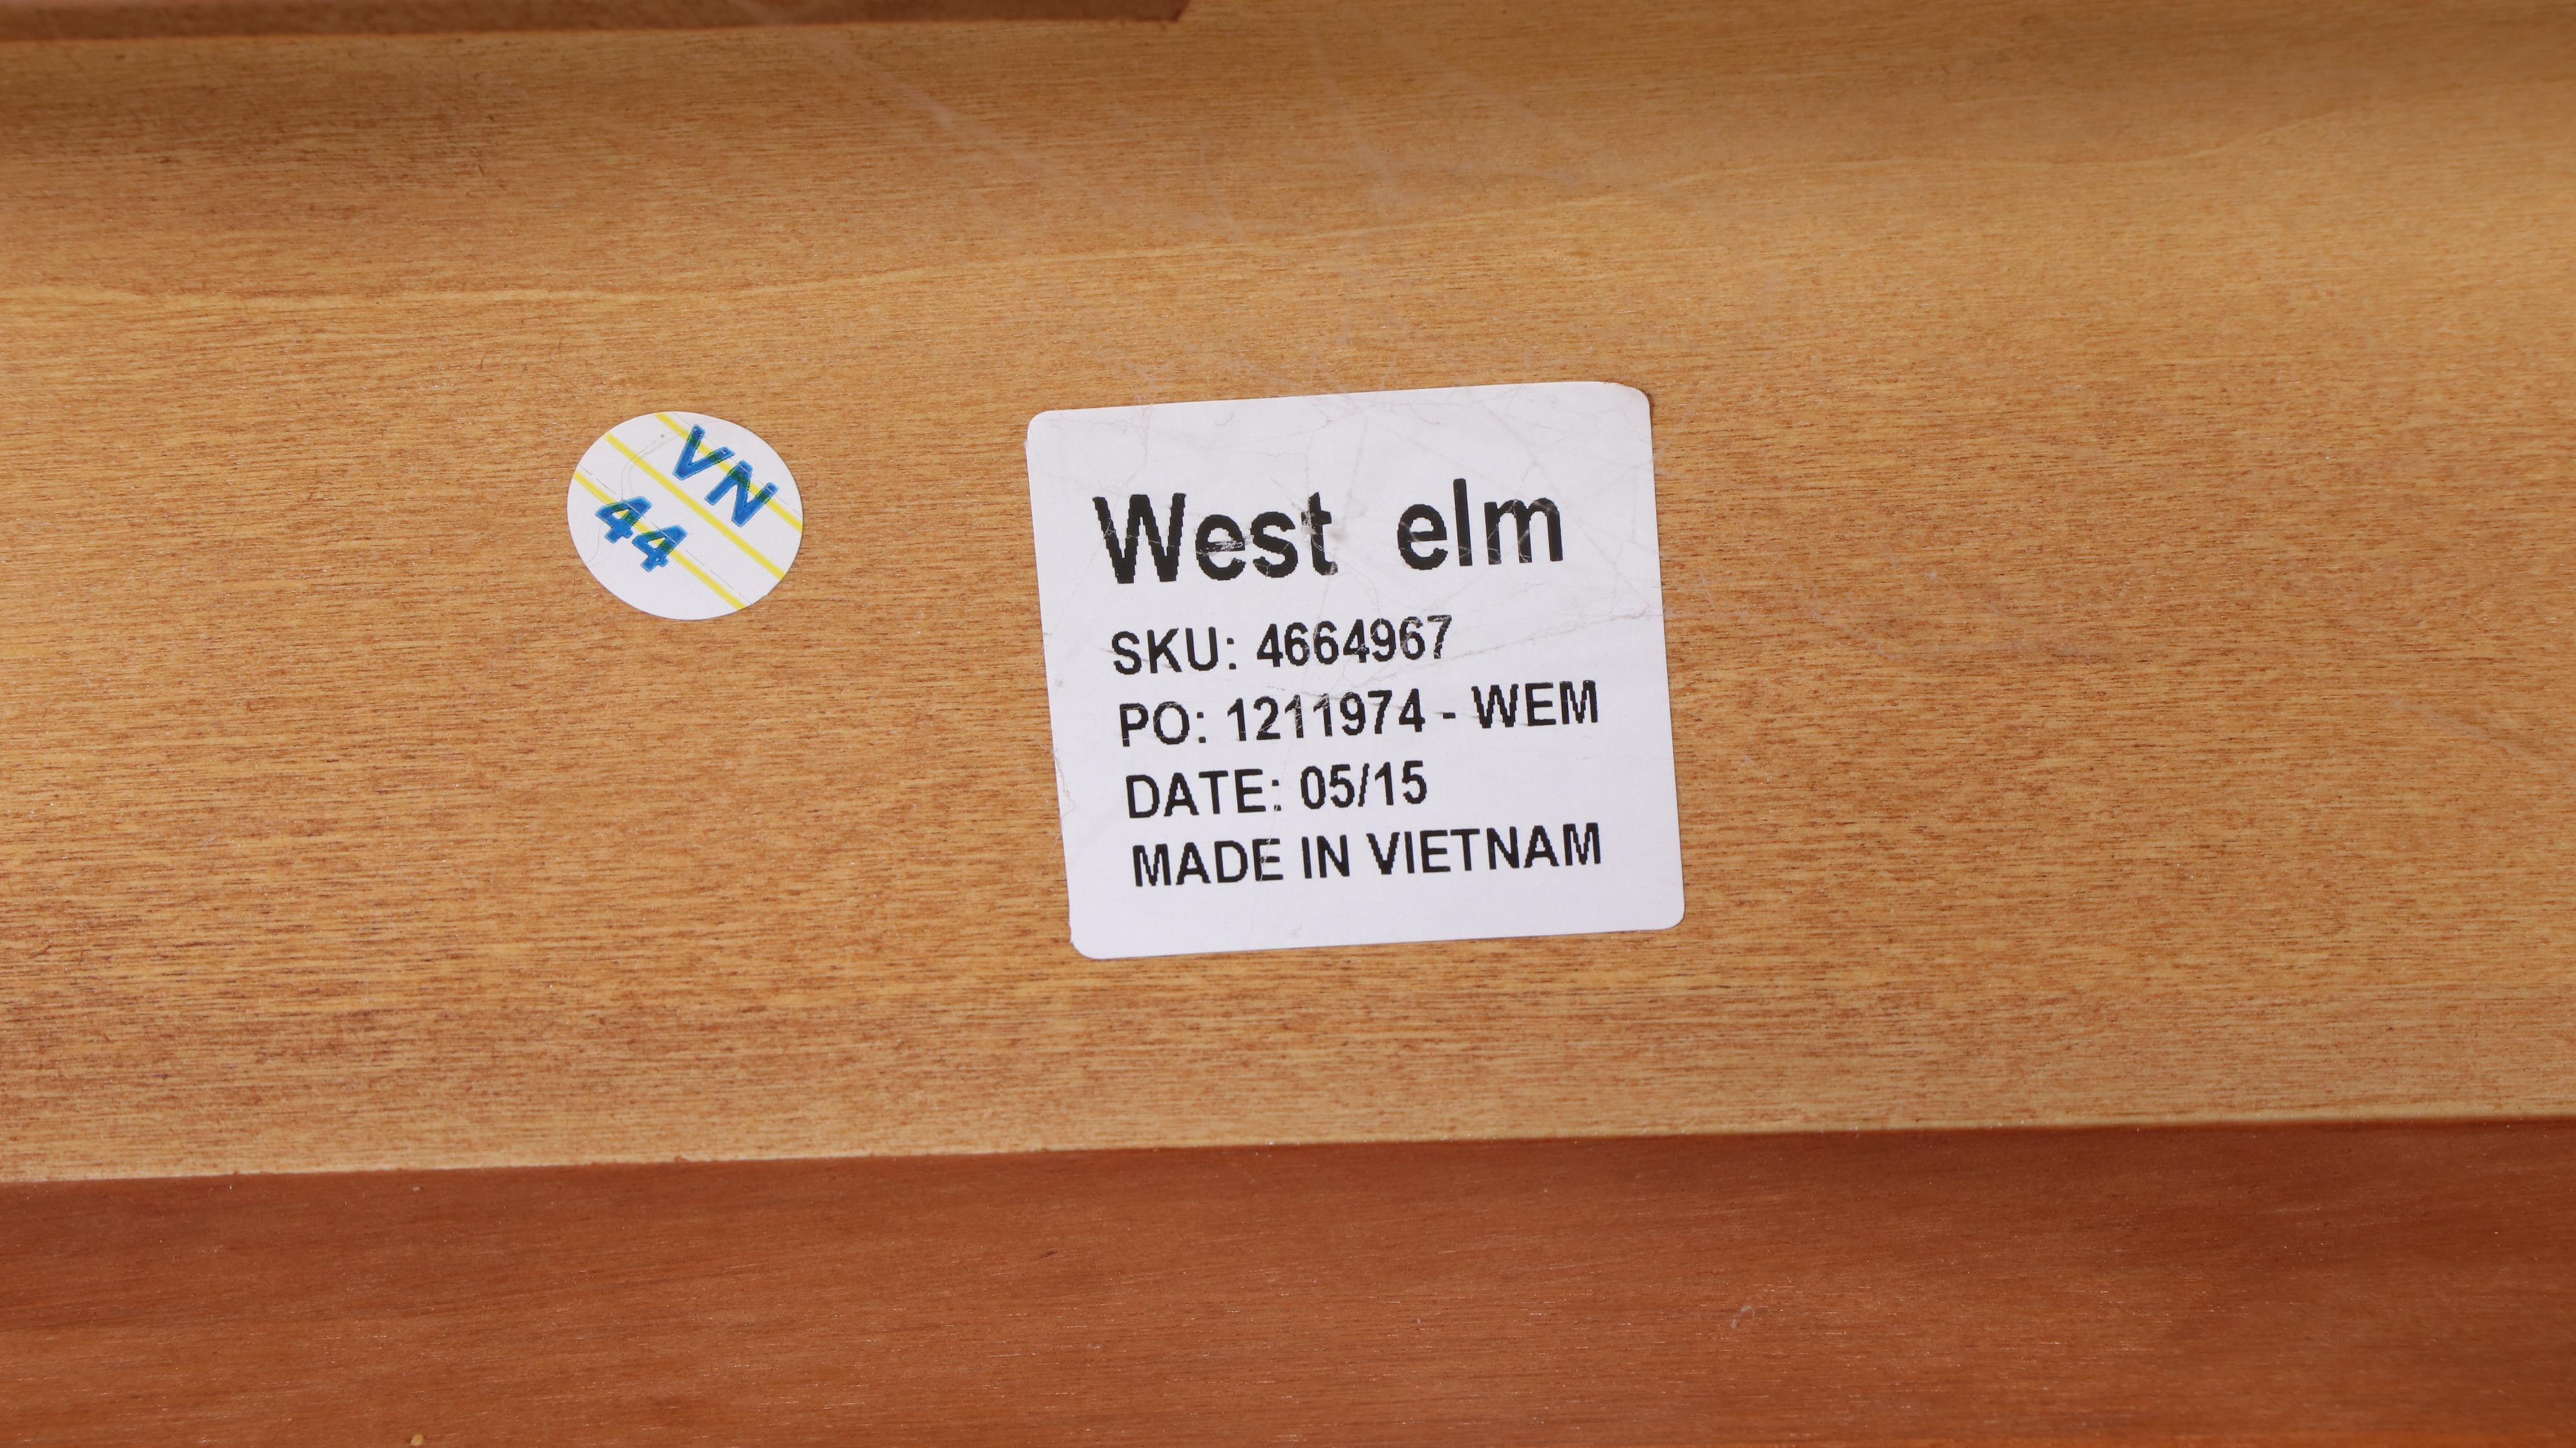 VN
44
West elm
SKU: 4664967
PO: 1211974 - WEM
DATE: 05/15
MADE IN VIETNAM